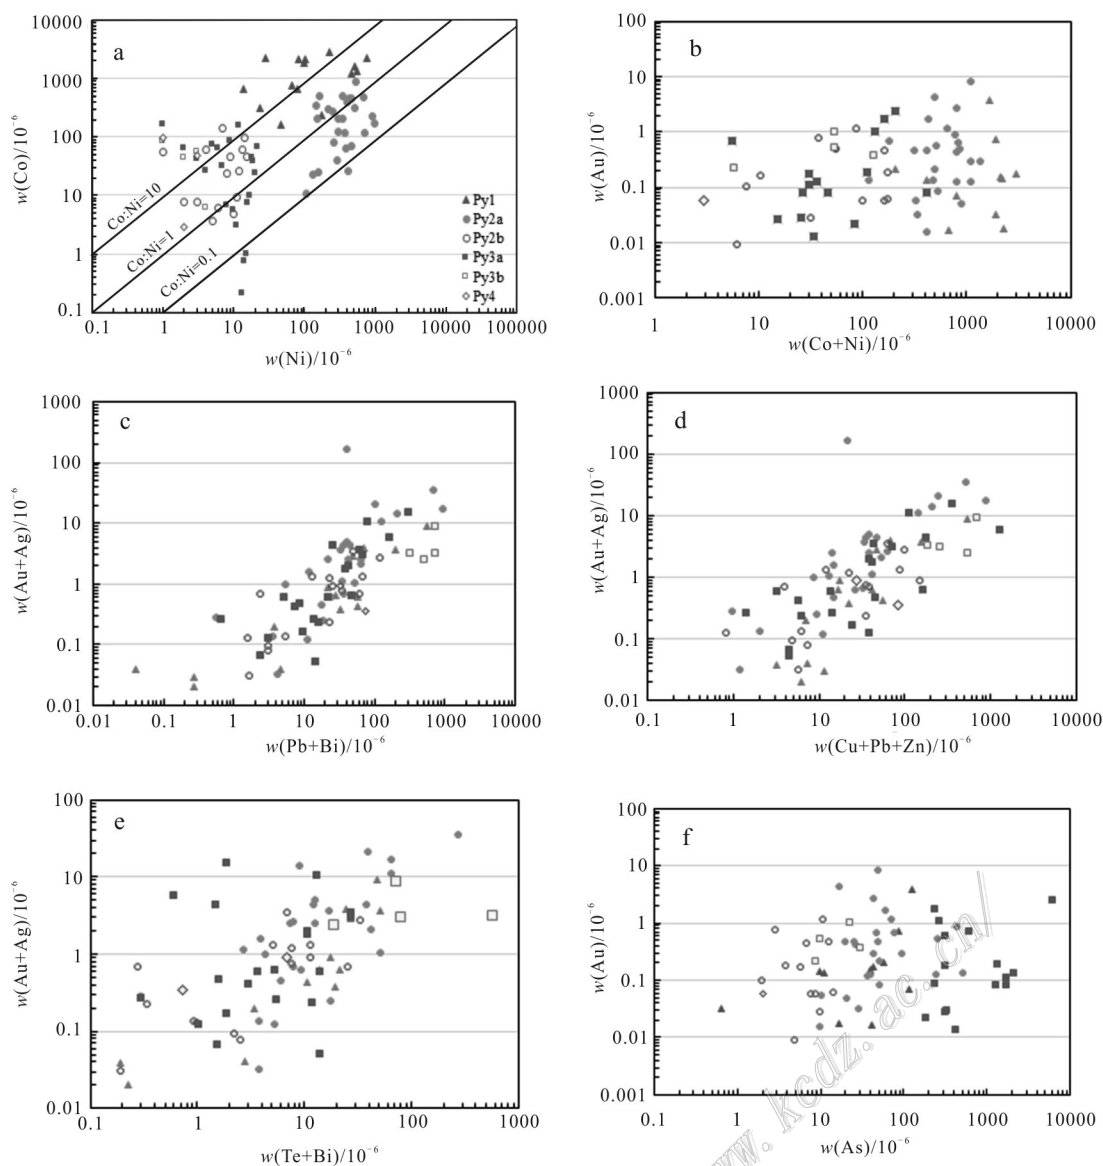 a
w(Co)/10⁻⁶
10000
1000
100
10
1
0.1
Co:Ni=10
Co:Ni=1
Co:Ni=0.1
Py1
Py2a
Py2b
Py3a
Py3b
Py4
0.1 1 10 100 1000 10000 100000
w(Ni)/10⁻⁶
b
w(Au)/10⁻⁶
100
10
1
0.1
0.01
0.001
1 10 100 1000 10000
w(Co+Ni)/10⁻⁶
c
w(Au+Ag)/10⁻⁶
1000
100
10
1
0.1
0.01
0.01 0.1 1 10 100 1000 10000
w(Pb+Bi)/10⁻⁶
d
w(Au+Ag)/10⁻⁶
1000
100
10
1
0.1
0.01
0.1 1 10 100 1000 10000
w(Cu+Pb+Zn)/10⁻⁶
e
w(Au+Ag)/10⁻⁶
100
10
1
0.1
0.01
0.1 1 10 100 1000
w(Te+Bi)/10⁻⁶
f
w(Au)/10⁻⁶
100
10
1
0.1
0.01
0.001
0.1 1 10 100 1000 10000
w(As)/10⁻⁶
w.kcdz.ac.cn/